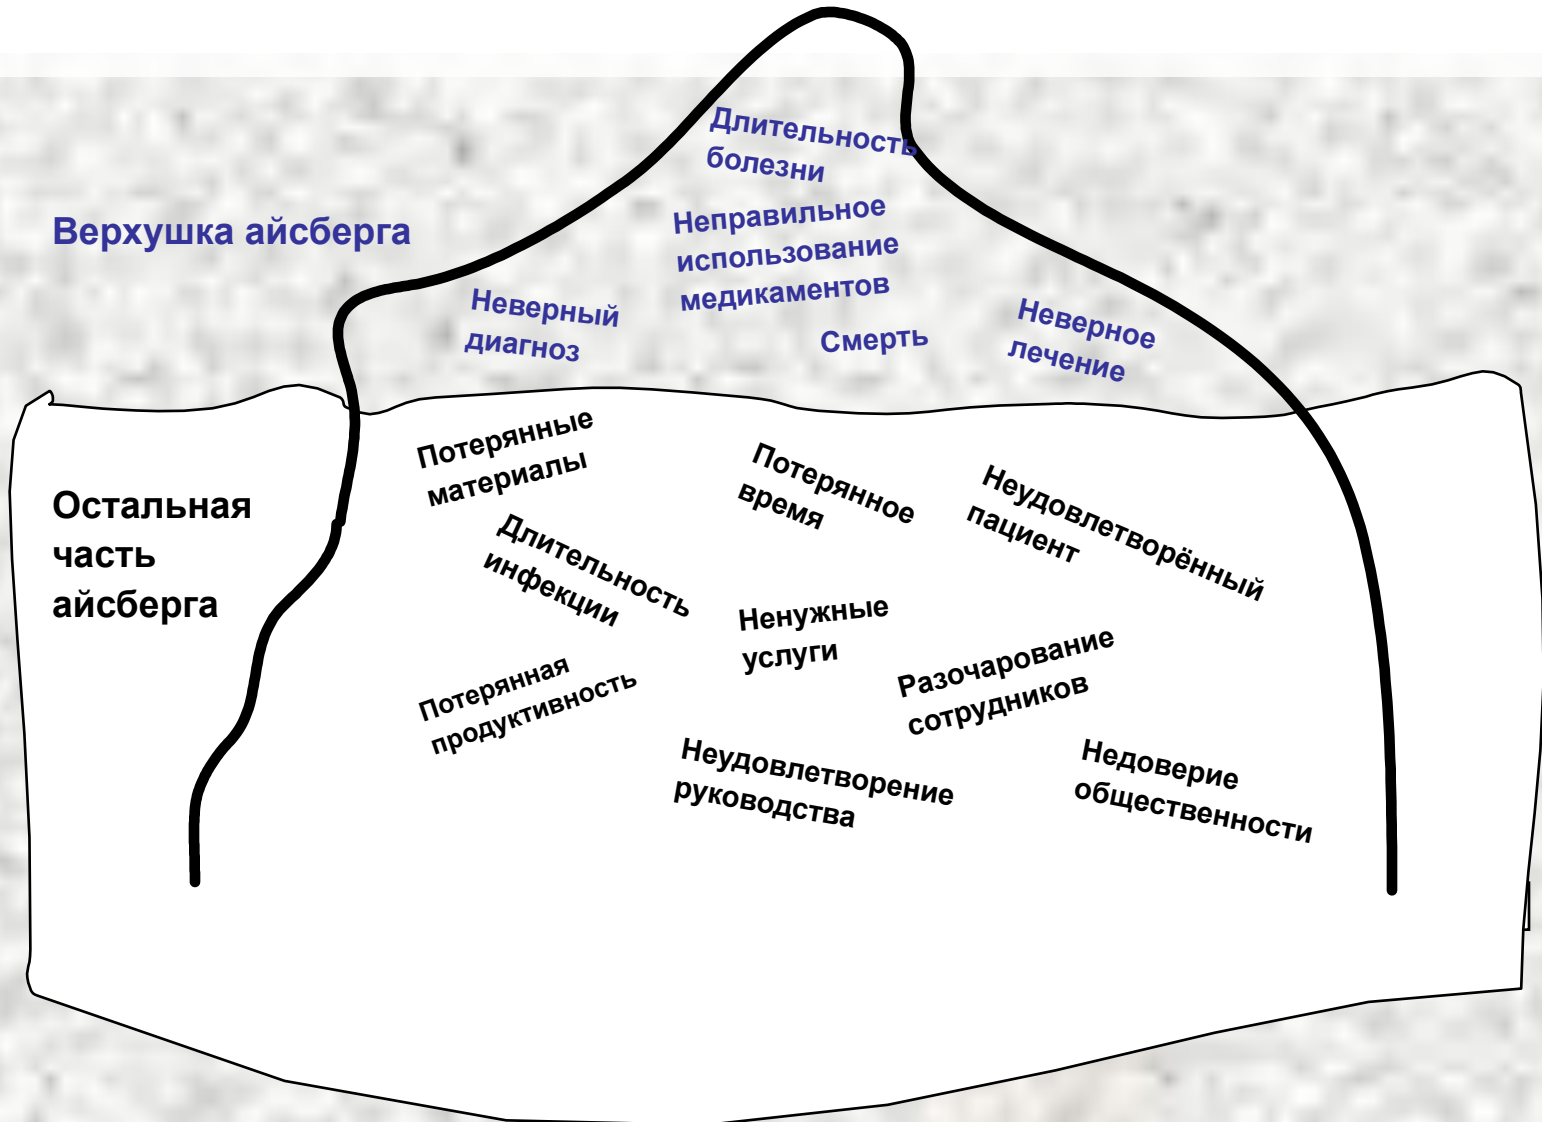 Длительность
болезни
Верхушка айсберга
Неправильное
использование
медикаментов
Неверный
диагноз
Смерть
Неверное
лечение
Остальная
часть
айсберга
Потерянные
материалы
Потерянное
время
Неудовлетворённый
пациент
Длительность
инфекции
Ненужные
услуги
Потерянная
продуктивность
Разочарование
сотрудников
Неудовлетворение
руководства
Недоверие
общественности